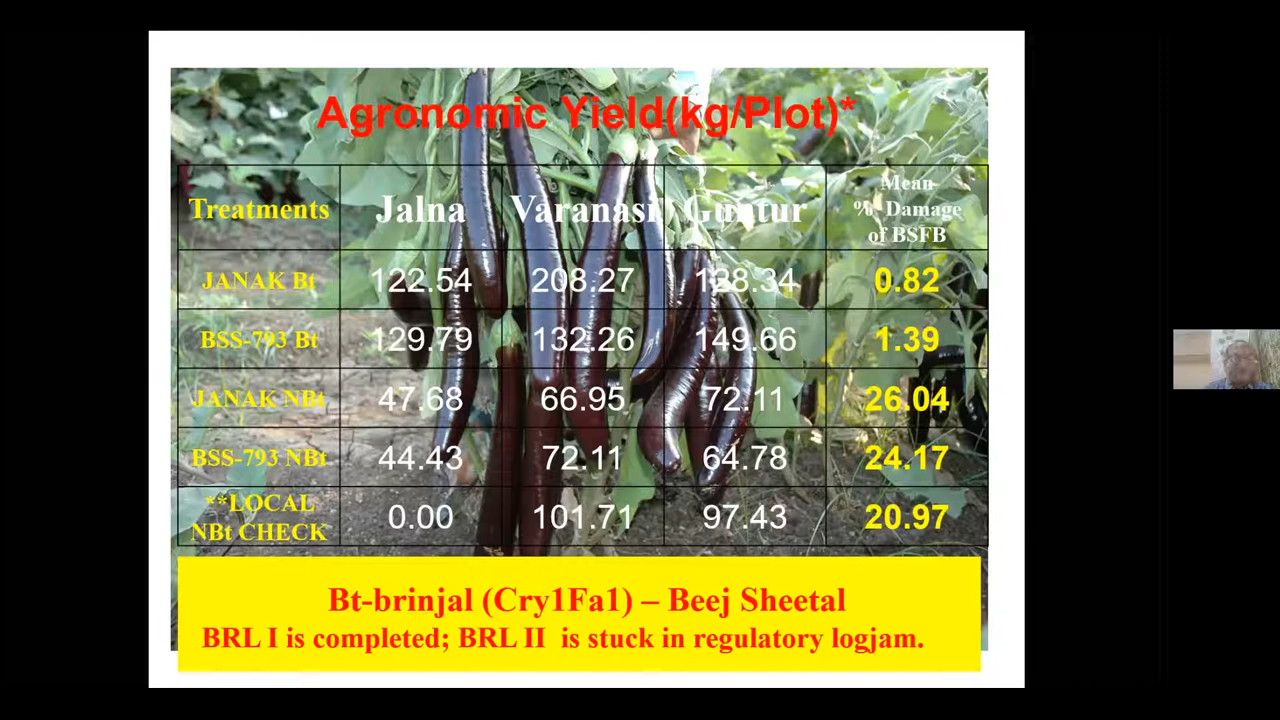 Agronomic Yield(kg/Plot)*
Treatments Jalna Varanasi Guntur Mean % Damage of BSFB
JANAK Bt 122.54 208.27 128.34 0.82
BSS-793 Bt 129.79 132.26 149.66 1.39
JANAK NBt 47.68 66.95 72.11 26.04
BSS-793 NBt 44.43 72.11 64.78 24.17
**LOCAL NBt CHECK 0.00 101.71 97.43 20.97
Bt-brinjal (Cry1Fa1) – Beej Sheetal
BRL I is completed; BRL II is stuck in regulatory logjam.